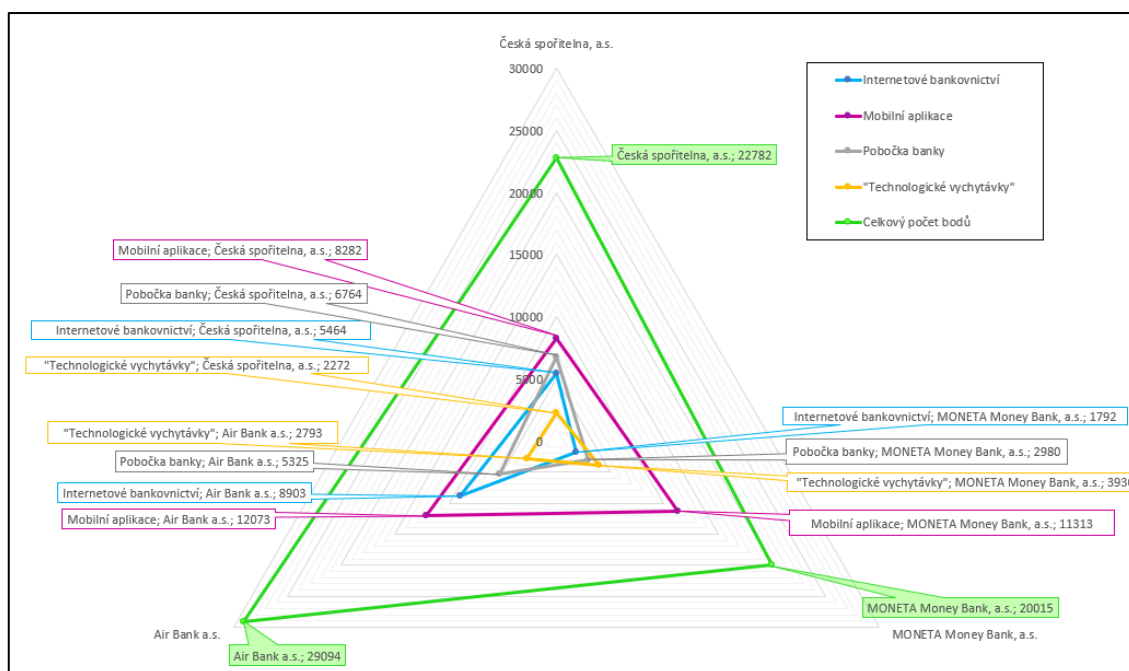 Česká spořitelna, a.s.
30000
25000
20000
15000
10000
5000
0
Internetové bankovnictví
Mobilní aplikace
Pobočka banky
"Technologické vychytávky"
Celkový počet bodů
Česká spořitelna, a.s.; 22782
Mobilní aplikace; Česká spořitelna, a.s.; 8282
Pobočka banky; Česká spořitelna, a.s.; 6764
Internetové bankovnictví; Česká spořitelna, a.s.; 5464
"Technologické vychytávky"; Česká spořitelna, a.s.; 2272
"Technologické vychytávky"; Air Bank a.s.; 2793
Pobočka banky; Air Bank a.s.; 5325
Internetové bankovnictví; Air Bank a.s.; 8903
Mobilní aplikace; Air Bank a.s.; 12073
Internetové bankovnictví; MONETA Money Bank, a.s.; 1792
Pobočka banky; MONETA Money Bank, a.s.; 2980
"Technologické vychytávky"; MONETA Money Bank, a.s.; 3930
Mobilní aplikace; MONETA Money Bank, a.s.; 11313
MONETA Money Bank, a.s.; 20015
Air Bank a.s.
MONETA Money Bank, a.s.
Air Bank a.s.; 29094